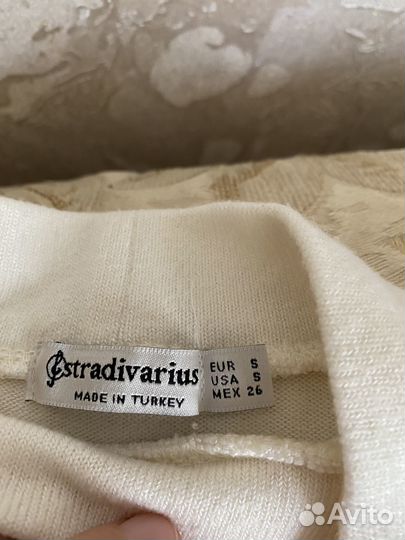 stradivarius
MADE IN TURKEY
EUR S
USA S
MEX 26
Avito